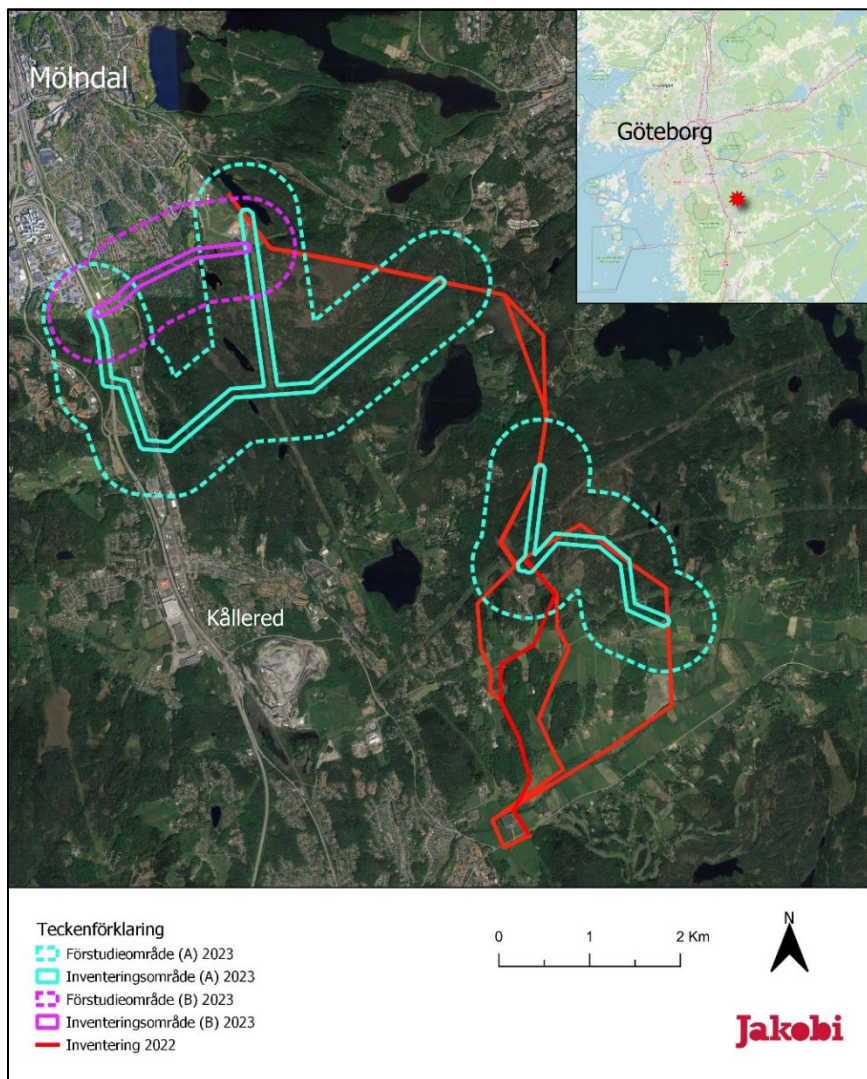 Mölndal
Göteborg
Kållered
Teckenförklaring
Förstudieområde (A) 2023
Inventeringsområde (A) 2023
Förstudieområde (B) 2023
Inventeringsområde (B) 2023
Inventering 2022
0 1 2 Km
N
Jakobi